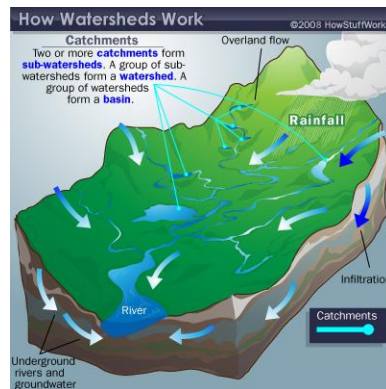 How Watersheds Work
©2008 HowStuffWork
Catchments
Two or more catchments form
sub-watersheds. A group of sub-
watersheds form a watershed. A
group of watersheds
form a basin.
Overland flow
Rainfall
Infiltratio
River
Catchments
Underground
rivers and
groundwater